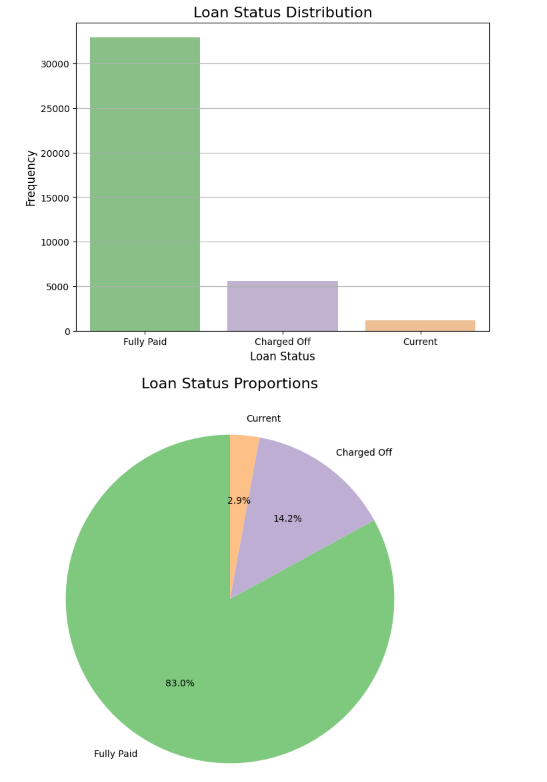 Loan Status Distribution
Frequency
30000
25000
20000
15000
10000
5000
0
Fully Paid Charged Off Current
Loan Status
Loan Status Proportions
Current
Charged Off
2.9%
14.2%
83.0%
Fully Paid